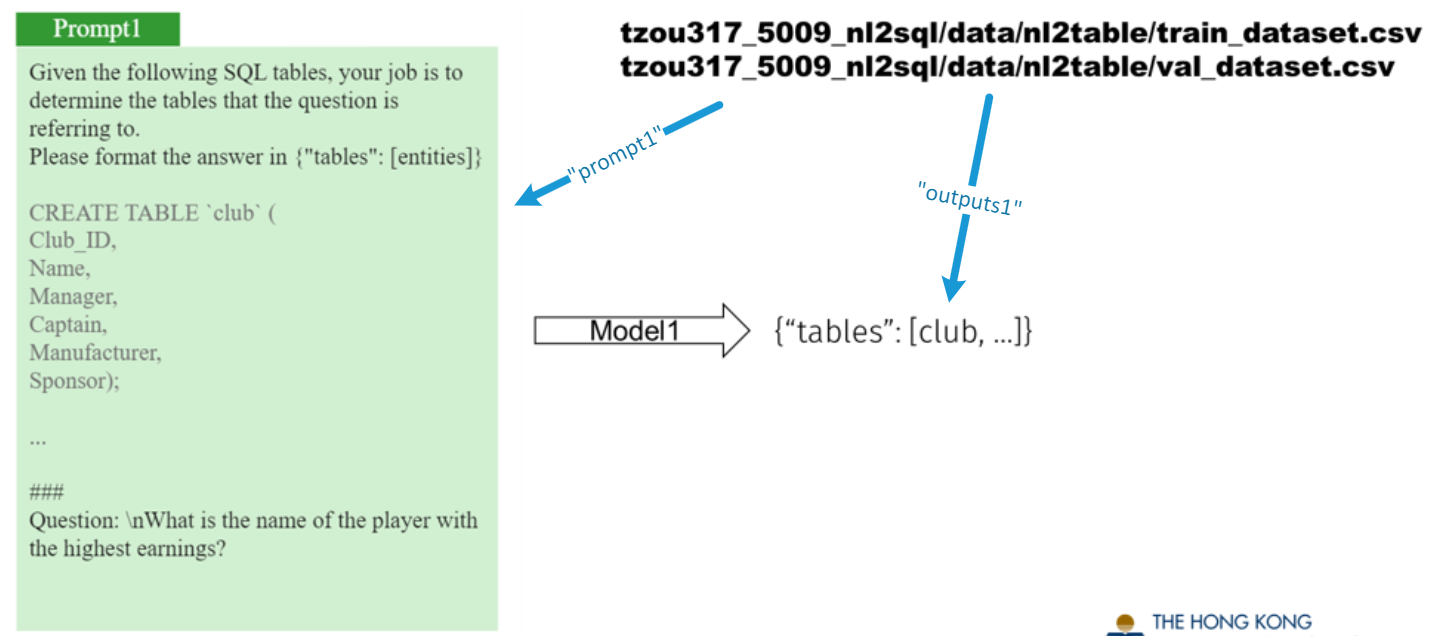 Prompt1
Given the following SQL tables, your job is to
determine the tables that the question is
referring to.
Please format the answer in {"tables": [entities]}
CREATE TABLE `club` (
Club_ID,
Name,
Manager,
Captain,
Manufacturer,
Sponsor);
...
###
Question: \nWhat is the name of the player with
the highest earnings?
tzou317_5009_nl2sql/data/nl2table/train_dataset.csv
tzou317_5009_nl2sql/data/nl2table/val_dataset.csv
"prompt1"
"outputs1"
Model1
{“tables”: [club, ...]}
THE HONG KONG